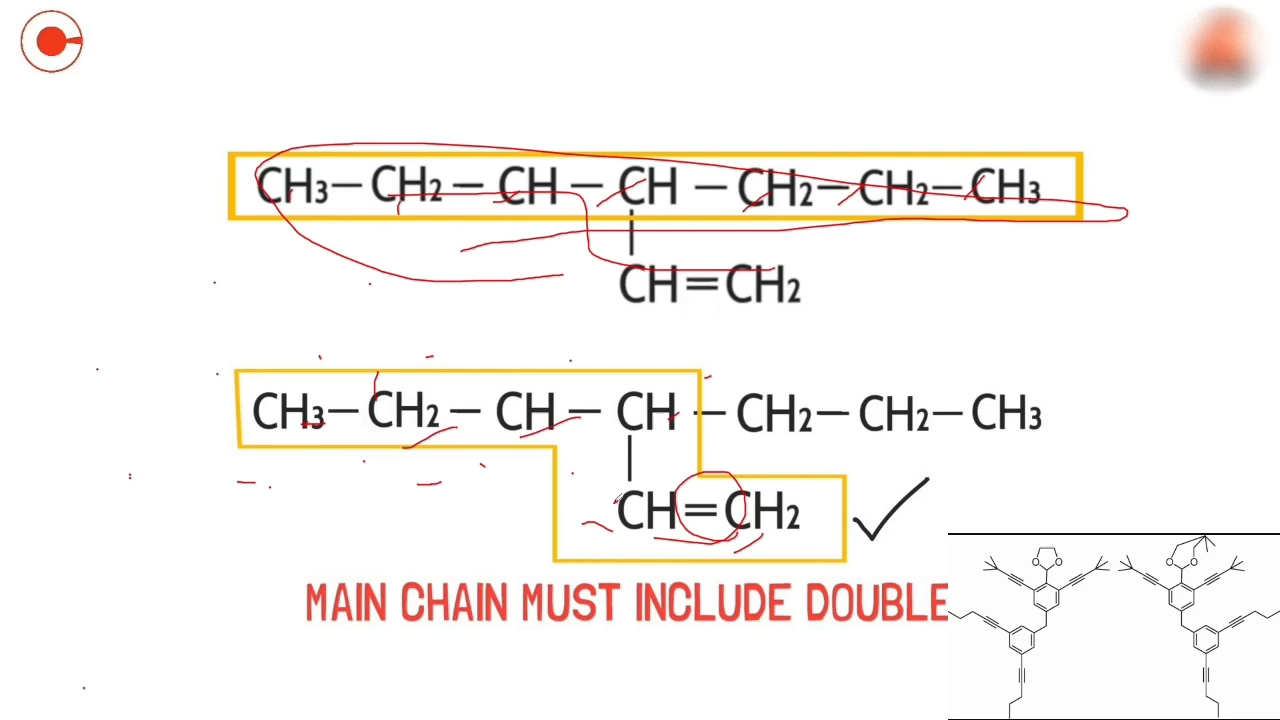 CH3–CH2–CH–CH–CH2–CH2–CH3
CH=CH2
CH3–CH2–CH–CH–CH2–CH2–CH3
CH=CH2
MAIN CHAIN MUST INCLUDE DOUBLE
O O O O